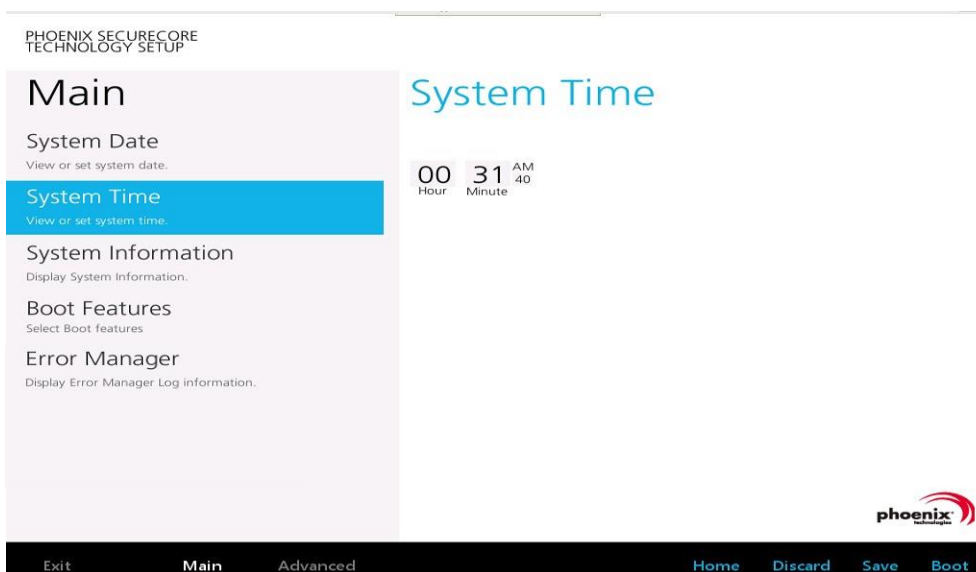 PHOENIX SECURECORE
TECHNOLOGY SETUP
Main
System Date
View or set system date.
System Time
View or set system time.
System Information
Display System Information.
Boot Features
Select Boot features
Error Manager
Display Error Manager Log information.
System Time
00 31 AM
40
Hour Minute
phoenix
technologies
Exit Main Advanced Home Discard Save Boot